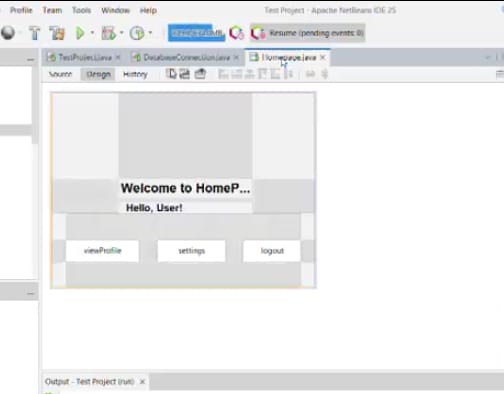 Profile Team Tools Window Help Test Project - Apache NetBeans IDE 25
Resume (pending events: 0)
TestProject.java × DatabaseConnection.java × Homepage.java ×
Source Design History
Welcome to HomeP...
Hello, User!
viewProfile settings logout
Output - Test Project (run) ×